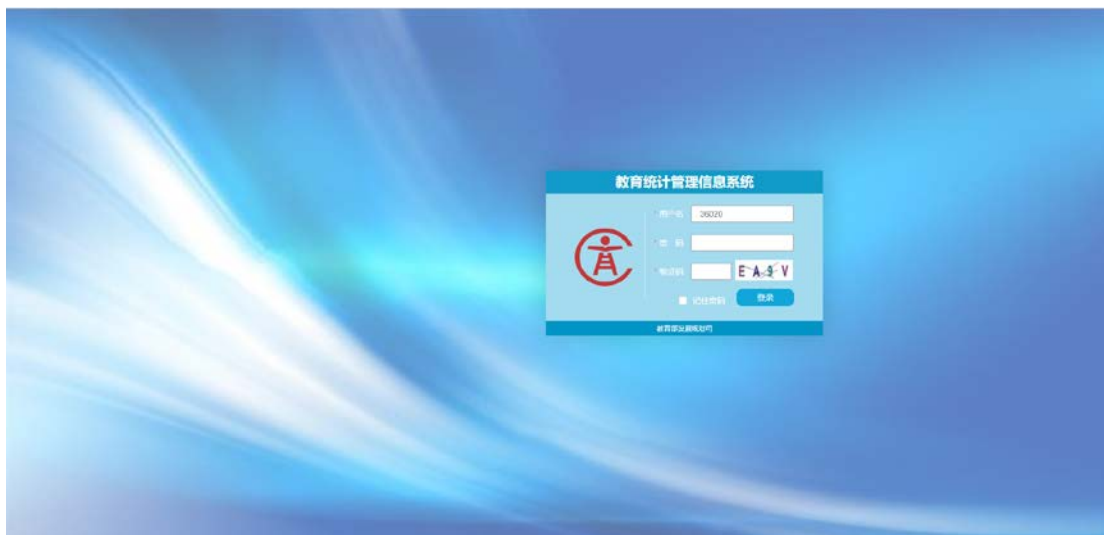 教育统计管理信息系统
*用户名 36020
*密 码
*验证码 E A 9 V
记住密码 登录
教育部发展规划司